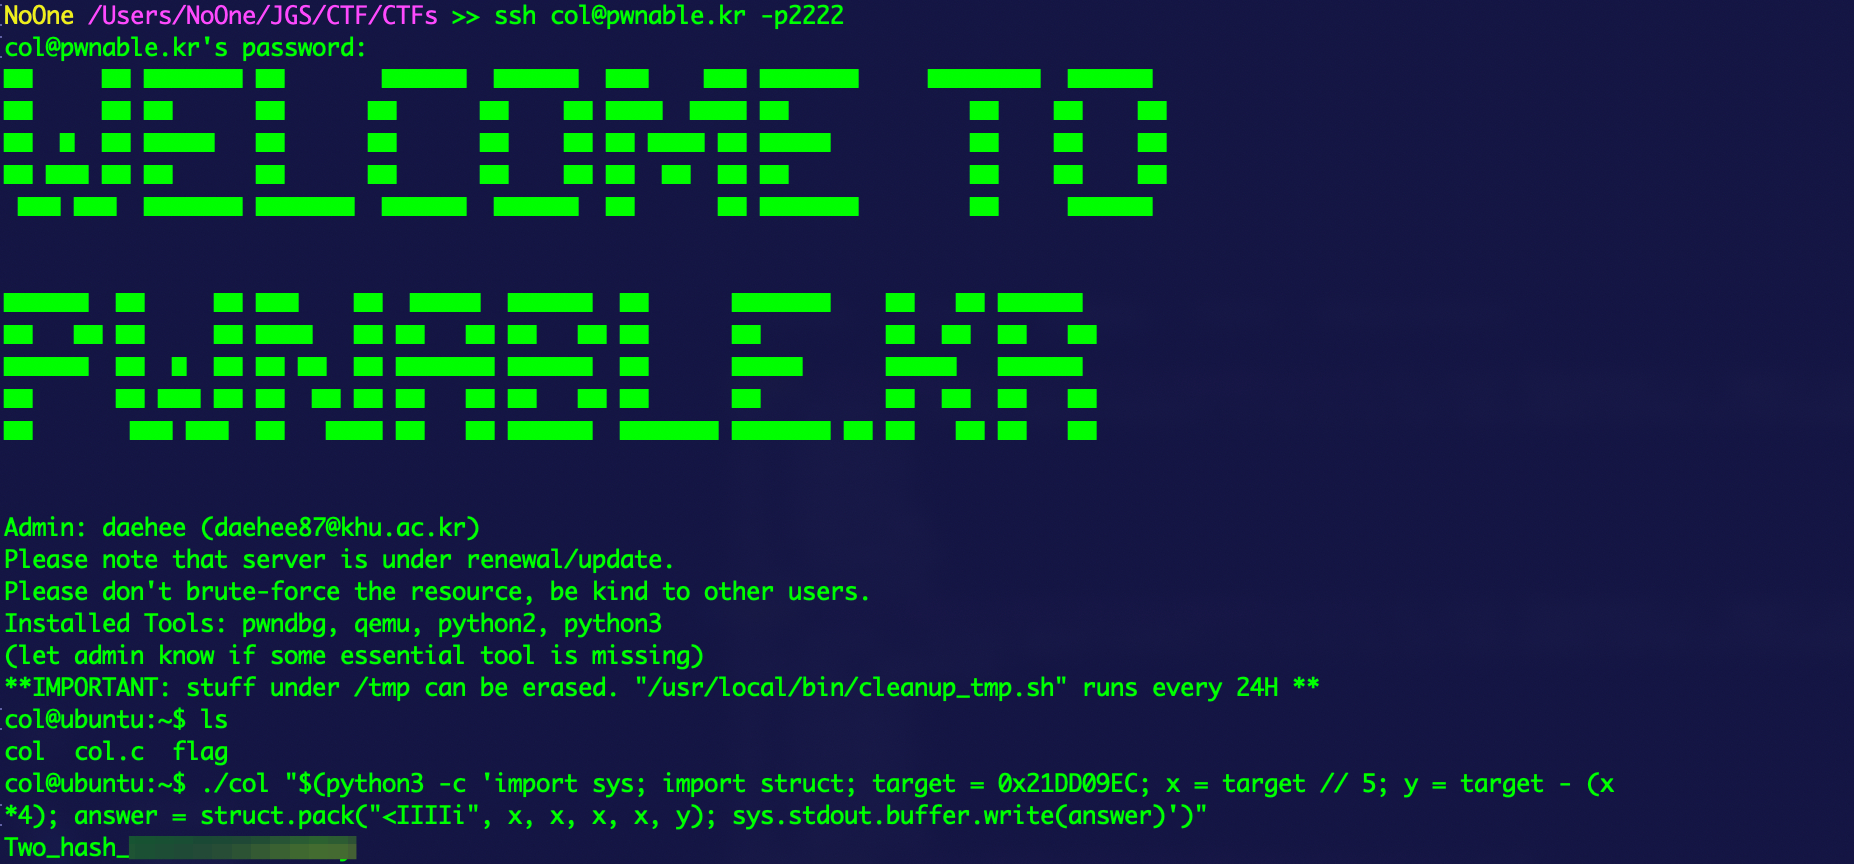 NoOne /Users/NoOne/JGS/CTF/CTFs >> ssh col@pwnable.kr -p2222
col@pwnable.kr's password:
WELCOME TO
PWNABLE.KR
Admin: daehee (daehee87@khu.ac.kr)
Please note that server is under renewal/update.
Please don't brute-force the resource, be kind to other users.
Installed Tools: pwndbg, qemu, python2, python3
(let admin know if some essential tool is missing)
**IMPORTANT: stuff under /tmp can be erased. "/usr/local/bin/cleanup_tmp.sh" runs every 24H **
col@ubuntu:~$ ls
col  col.c  flag
col@ubuntu:~$ ./col "$(python3 -c 'import sys; import struct; target = 0x21DD09EC; x = target // 5; y = target - (x
*4); answer = struct.pack("<IIIIi", x, x, x, x, y); sys.stdout.buffer.write(answer)')"
Two_hash_